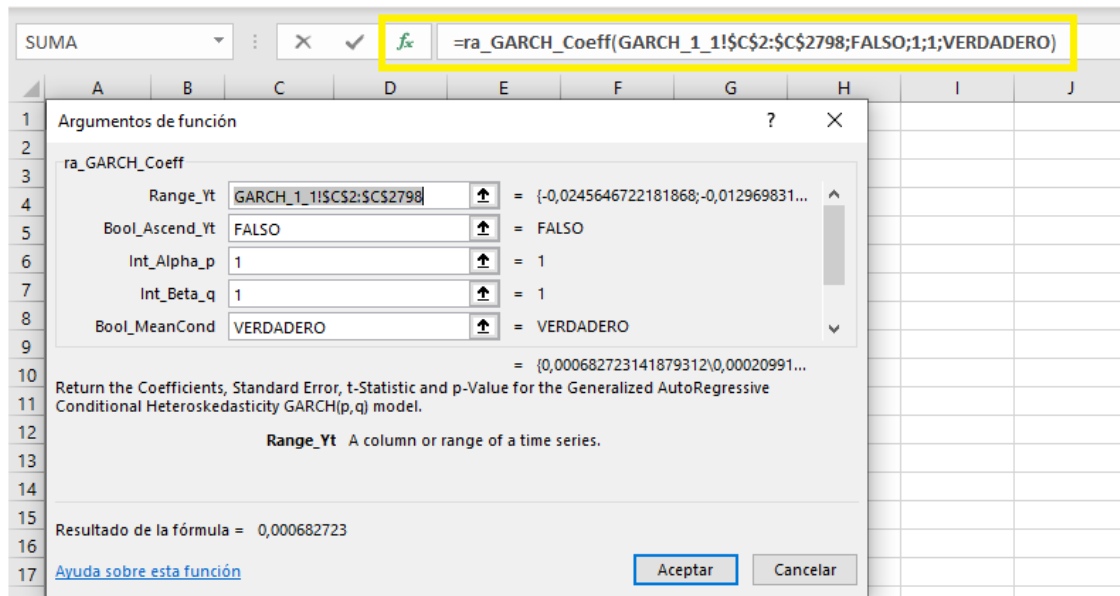 SUMA fx =ra_GARCH_Coeff(GARCH_1_1!$C$2:$C$2798;FALSO;1;1;VERDADERO)
A B C D E F G H I J
1 Argumentos de función ? ×
2
3 ra_GARCH_Coeff
4 Range_Yt GARCH_1_1!$C$2:$C$2798 = {-0,0245646722181868;-0,012969831...
5 Bool_Ascend_Yt FALSO = FALSO
6 Int_Alpha_p 1 = 1
7 Int_Beta_q 1 = 1
8 Bool_MeanCond VERDADERO = VERDADERO
9
10 = {0,000682723141879312\0,00020991...
Return the Coefficients, Standard Error, t-Statistic and p-Value for the Generalized AutoRegressive
11 Conditional Heteroskedasticity GARCH(p,q) model.
12 Range_Yt A column or range of a time series.
13
14
15 Resultado de la fórmula = 0,000682723
16
17 Ayuda sobre esta función Aceptar Cancelar